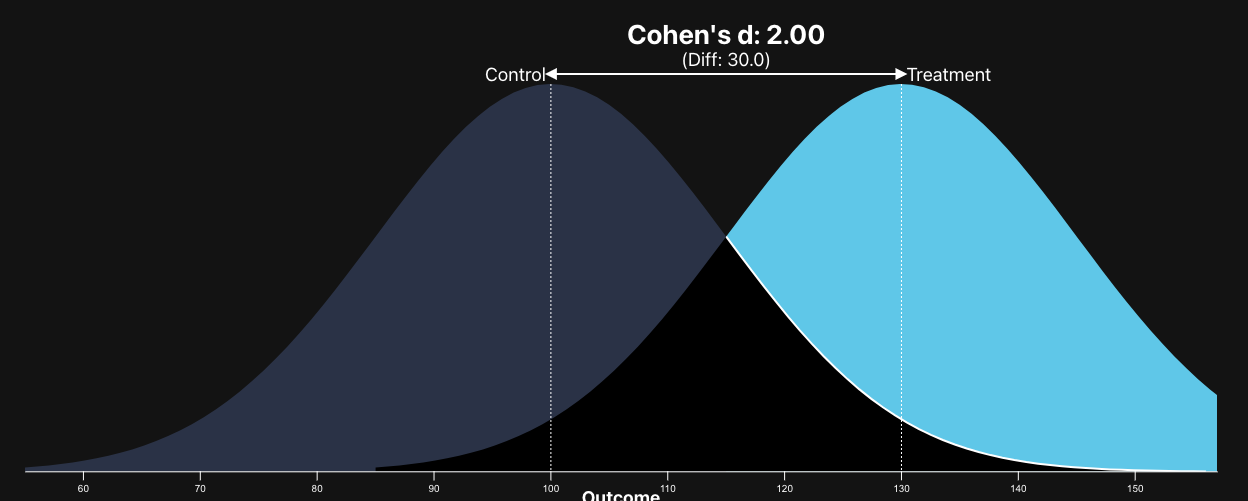 Cohen's d: 2.00
(Diff: 30.0)
Control Treatment
60 70 80 90 100 110 120 130 140 150
Outcome